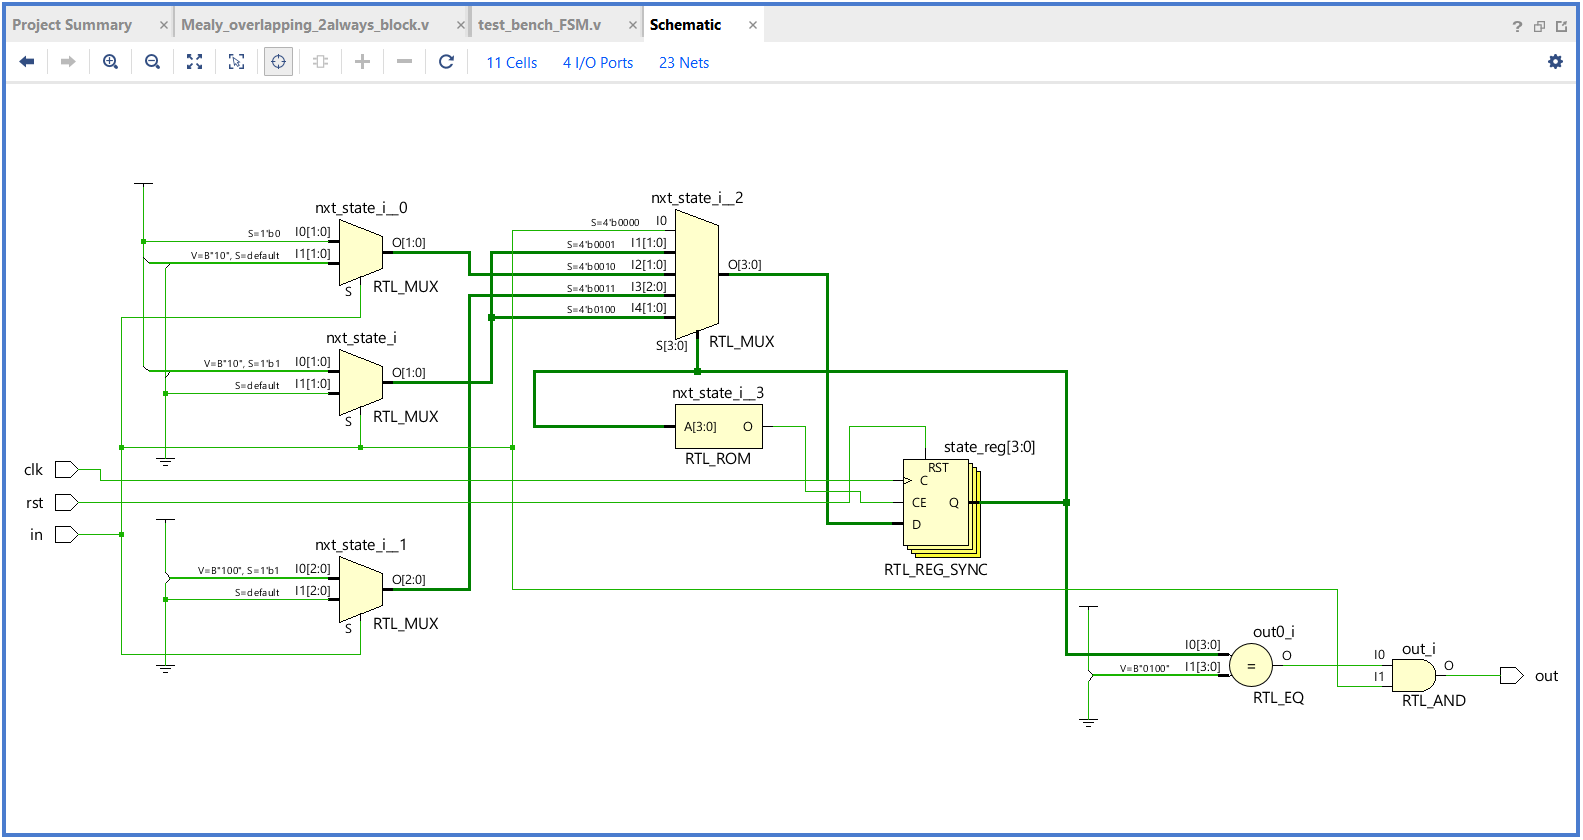 Project Summary × Mealy_overlapping_2always_block.v × test_bench_FSM.v × Schematic × ?
11 Cells 4 I/O Ports 23 Nets
nxt_state_i__0
S=1'b0 I0[1:0]
V=B"10", S=default I1[1:0]
O[1:0]
S
RTL_MUX
nxt_state_i
V=B"10", S=1'b1 I0[1:0]
S=default I1[1:0]
O[1:0]
S
RTL_MUX
nxt_state_i__2
S=4'b0000 I0
S=4'b0001 I1[1:0]
S=4'b0010 I2[1:0]
S=4'b0011 I3[2:0]
S=4'b0100 I4[1:0]
O[3:0]
S[3:0]
RTL_MUX
nxt_state_i__3
A[3:0] O
RTL_ROM
clk
rst
in
state_reg[3:0]
RST
C
CE Q
D
RTL_REG_SYNC
nxt_state_i__1
V=B"100", S=1'b1 I0[2:0]
S=default I1[2:0]
O[2:0]
S
RTL_MUX
out0_i
I0[3:0]
V=B"0100" I1[3:0]
=
O
RTL_EQ
out_i
I0
I1
O
RTL_AND
out